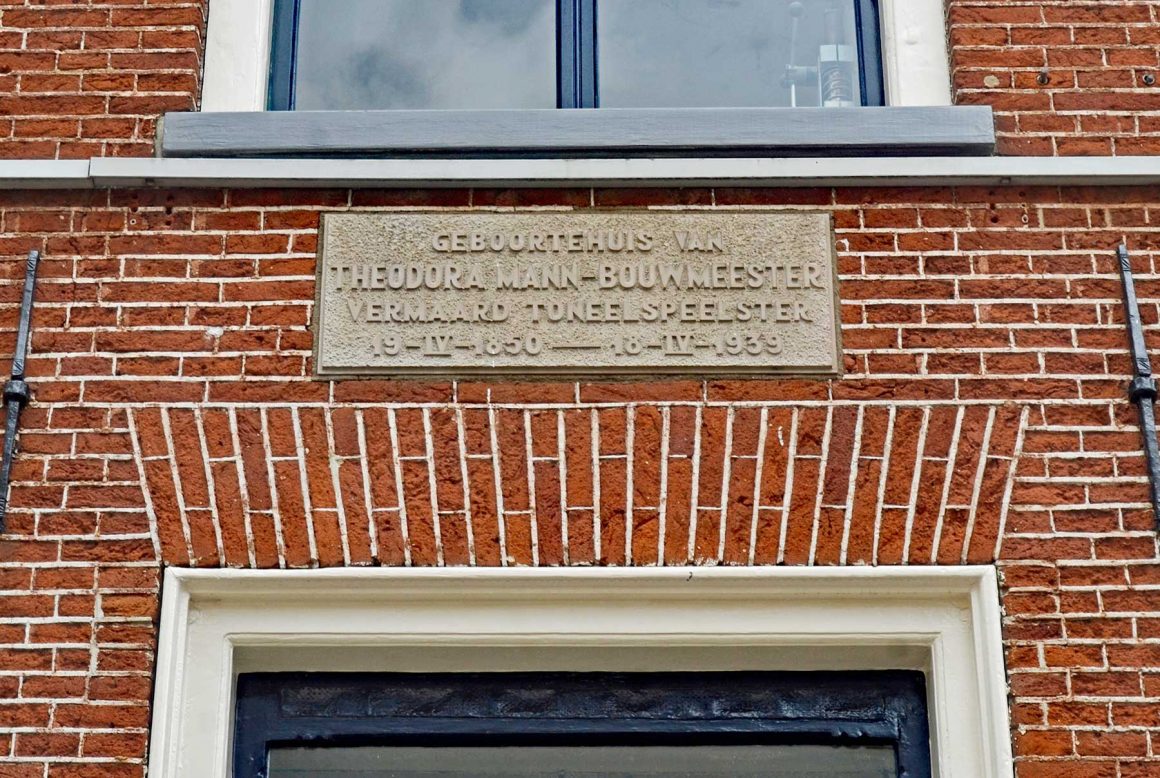 GEBOORTEHUIS VAN
THEODORA MANN-BOUWMEESTER
VERMAARD TONEELSPEELSTER
19-IV-1850 — 18-IV-1939